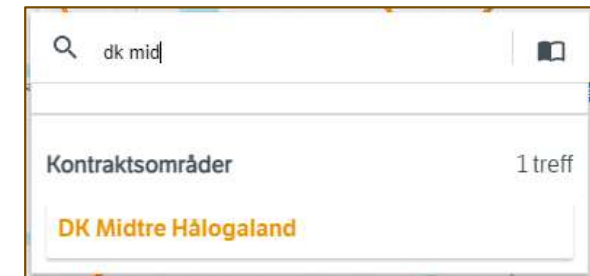 dk mid
Kontraktsområder 1 treff
DK Midtre Hålogaland